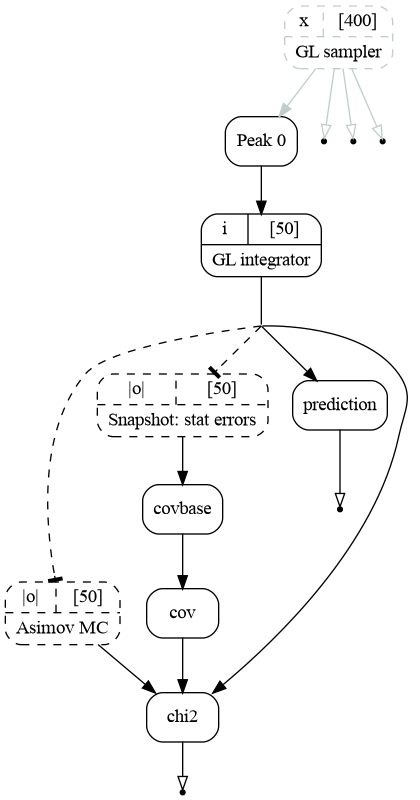 x [400]
GL sampler
Peak 0
i [50]
GL integrator
|o| [50]
Snapshot: stat errors
prediction
covbase
|o| [50]
Asimov MC
cov
chi2